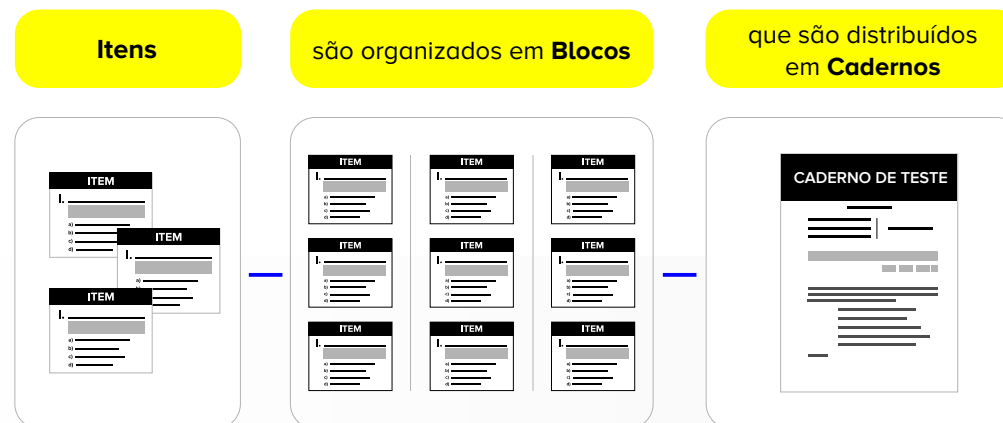 Itens
são organizados em Blocos
que são distribuídos
em Cadernos
ITEM
I.
a)
b)
c)
d)
ITEM
I.
a)
ITEM
I.
a)
b)
c)
d)
ITEM
I.
a)
b)
c)
d)
ITEM
I.
a)
b)
c)
d)
ITEM
I.
a)
b)
c)
d)
ITEM
I.
a)
b)
c)
d)
ITEM
I.
a)
b)
c)
d)
ITEM
I.
a)
b)
c)
d)
ITEM
I.
a)
b)
c)
d)
ITEM
I.
a)
b)
c)
d)
ITEM
I.
a)
b)
c)
d)
CADERNO DE TESTE